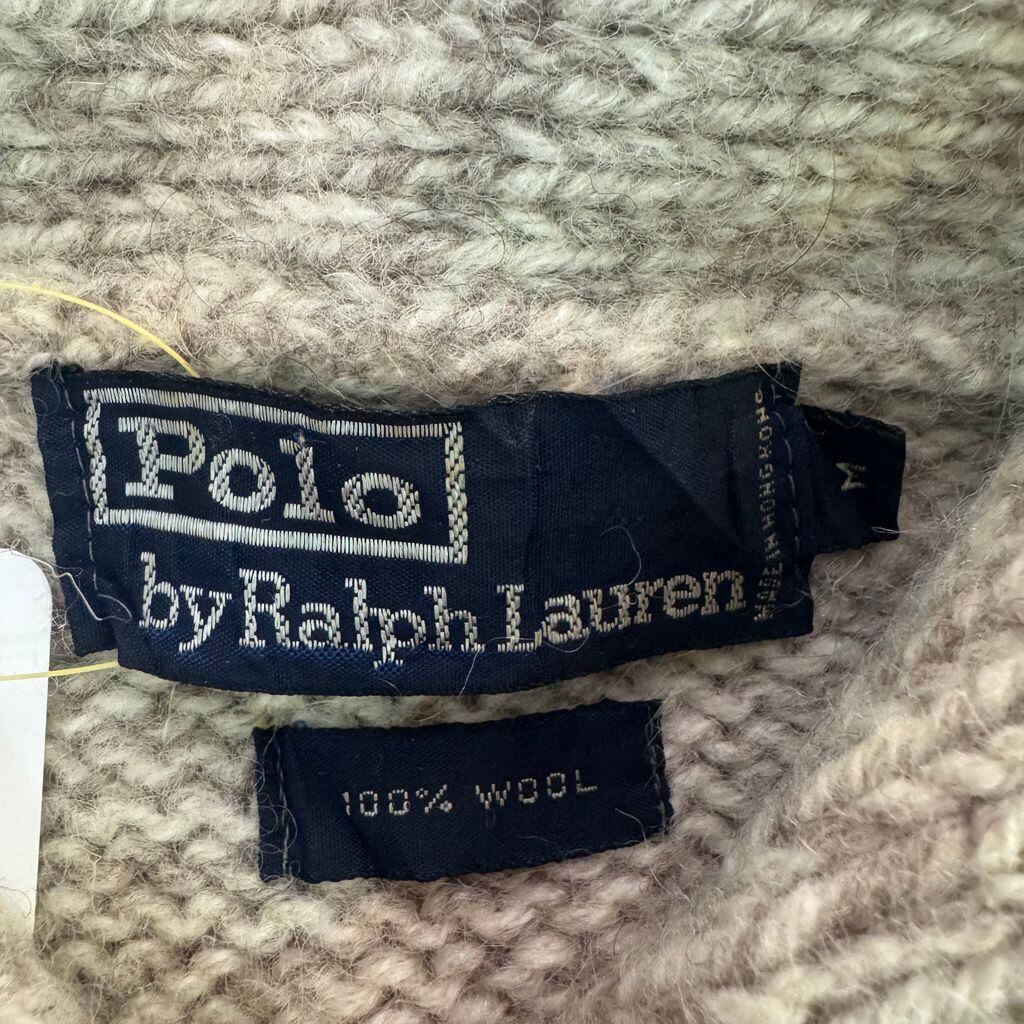 Polo
by Ralph Lauren
MADE IN HONG KONG
M
100% WOOL